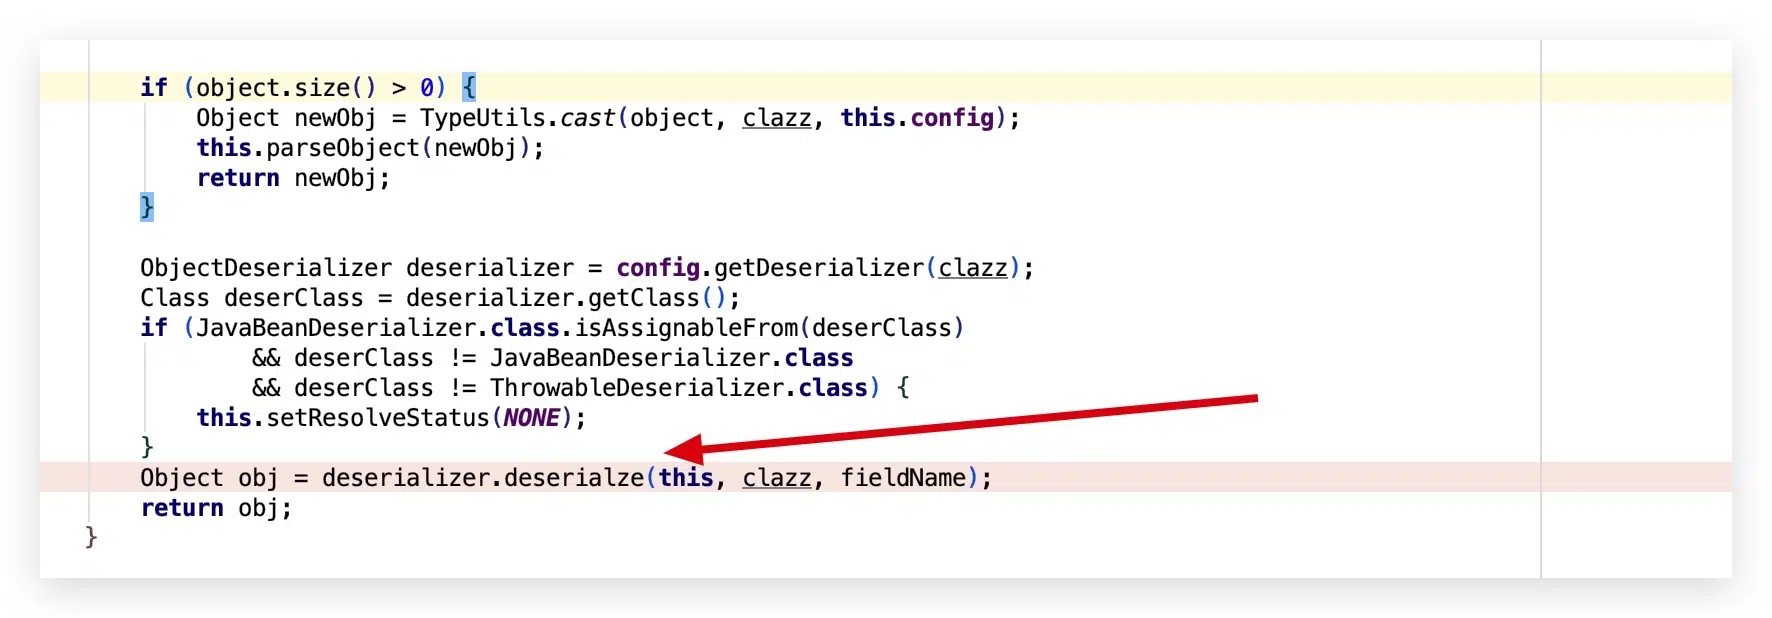 if (object.size() > 0) {
Object newObj = TypeUtils.cast(object, clazz, this.config);
this.parseObject(newObj);
return newObj;
}
ObjectDeserializer deserializer = config.getDeserializer(clazz);
Class deserClass = deserializer.getClass();
if (JavaBeanDeserializer.class.isAssignableFrom(deserClass)
&& deserClass != JavaBeanDeserializer.class
&& deserClass != ThrowableDeserializer.class) {
this.setResolveStatus(NONE);
}
Object obj = deserializer.deserialze(this, clazz, fieldName);
return obj;
}